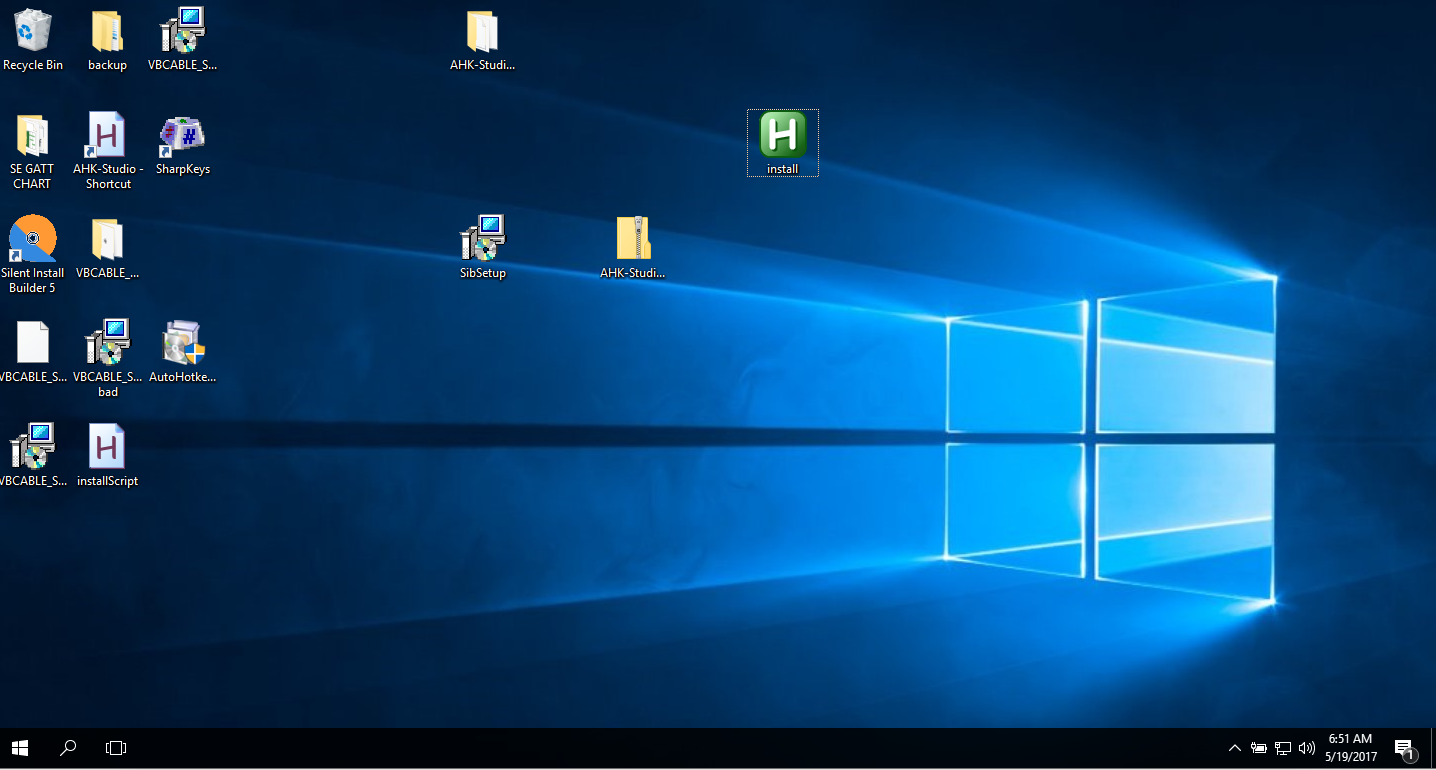 Recycle Bin
backup
VBCABLE_S...
AHK-Studi...
SE GATT
CHART
AHK-Studio -
Shortcut
SharpKeys
install
Silent Install
Builder 5
VBCABLE_...
SibSetup
AHK-Studi...
VBCABLE_S...
VBCABLE_S...
bad
AutoHotke...
VBCABLE_S...
installScript
6:51 AM
5/19/2017
1